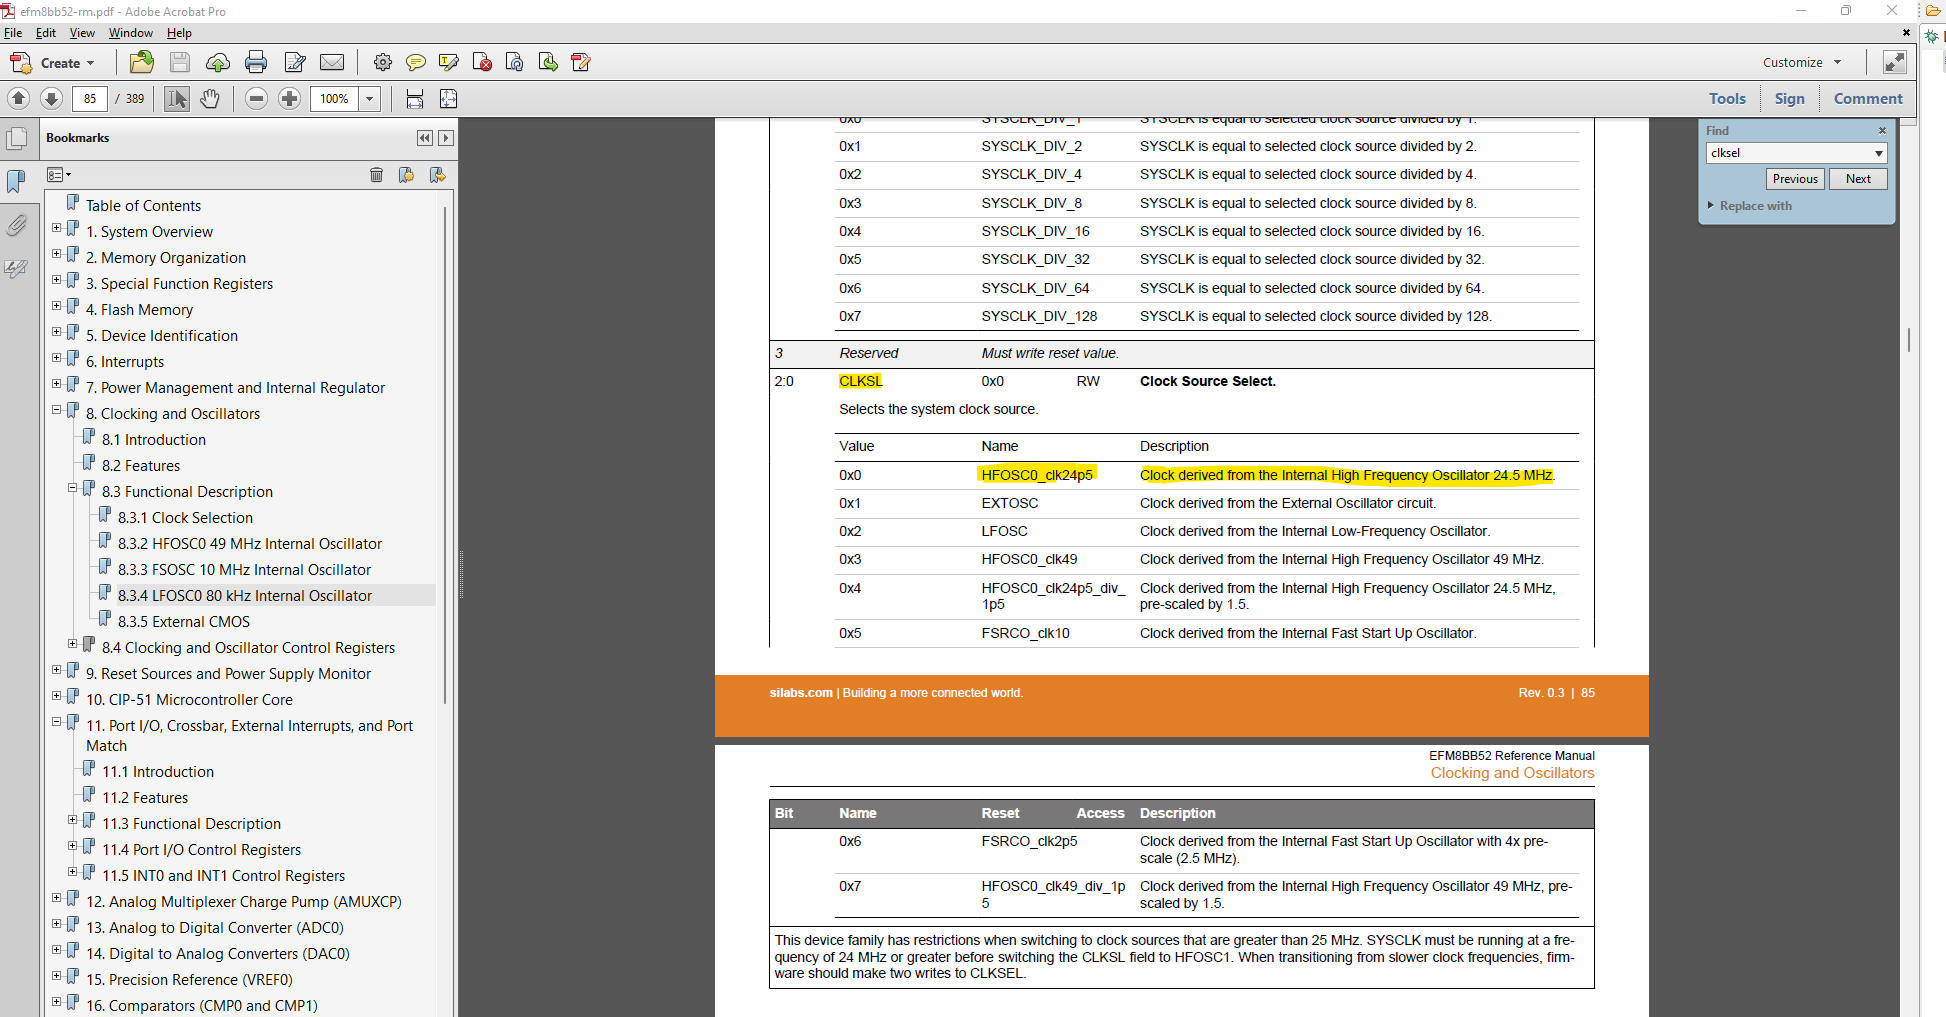 efm8bb52-rm.pdf - Adobe Acrobat Pro
File Edit View Window Help
Create
Customize
85 / 389
100%
Tools Sign Comment
Bookmarks
Table of Contents
1. System Overview
2. Memory Organization
3. Special Function Registers
4. Flash Memory
5. Device Identification
6. Interrupts
7. Power Management and Internal Regulator
8. Clocking and Oscillators
8.1 Introduction
8.2 Features
8.3 Functional Description
8.3.1 Clock Selection
8.3.2 HFOSC0 49 MHz Internal Oscillator
8.3.3 FSOSC 10 MHz Internal Oscillator
8.3.4 LFOSC0 80 kHz Internal Oscillator
8.3.5 External CMOS
8.4 Clocking and Oscillator Control Registers
9. Reset Sources and Power Supply Monitor
10. CIP-51 Microcontroller Core
11. Port I/O, Crossbar, External Interrupts, and Port
Match
11.1 Introduction
11.2 Features
11.3 Functional Description
11.4 Port I/O Control Registers
11.5 INT0 and INT1 Control Registers
12. Analog Multiplexer Charge Pump (AMUXCP)
13. Analog to Digital Converter (ADC0)
14. Digital to Analog Converters (DAC0)
15. Precision Reference (VREF0)
16. Comparators (CMP0 and CMP1)
0x0 SYSCLK_DIV_1 SYSCLK is equal to selected clock source divided by 1.
0x1 SYSCLK_DIV_2 SYSCLK is equal to selected clock source divided by 2.
0x2 SYSCLK_DIV_4 SYSCLK is equal to selected clock source divided by 4.
0x3 SYSCLK_DIV_8 SYSCLK is equal to selected clock source divided by 8.
0x4 SYSCLK_DIV_16 SYSCLK is equal to selected clock source divided by 16.
0x5 SYSCLK_DIV_32 SYSCLK is equal to selected clock source divided by 32.
0x6 SYSCLK_DIV_64 SYSCLK is equal to selected clock source divided by 64.
0x7 SYSCLK_DIV_128 SYSCLK is equal to selected clock source divided by 128.
3 Reserved Must write reset value.
2:0 CLKSL 0x0 RW Clock Source Select.
Selects the system clock source.
Value Name Description
0x0 HFOSC0_clk24p5 Clock derived from the Internal High Frequency Oscillator 24.5 MHz.
0x1 EXTOSC Clock derived from the External Oscillator circuit.
0x2 LFOSC Clock derived from the Internal Low-Frequency Oscillator.
0x3 HFOSC0_clk49 Clock derived from the Internal High Frequency Oscillator 49 MHz.
0x4 HFOSC0_clk24p5_div_ Clock derived from the Internal High Frequency Oscillator 24.5 MHz,
1p5 pre-scaled by 1.5.
0x5 FSRCO_clk10 Clock derived from the Internal Fast Start Up Oscillator.
silabs.com | Building a more connected world. Rev. 0.3 | 85
EFM8BB52 Reference Manual
Clocking and Oscillators
Bit Name Reset Access Description
0x6 FSRCO_clk2p5 Clock derived from the Internal Fast Start Up Oscillator with 4x pre-
scale (2.5 MHz).
0x7 HFOSC0_clk49_div_1p Clock derived from the Internal High Frequency Oscillator 49 MHz, pre-
5 scaled by 1.5.
This device family has restrictions when switching to clock sources that are greater than 25 MHz. SYSCLK must be running at a fre-
quency of 24 MHz or greater before switching the CLKSL field to HFOSC1. When transitioning from slower clock frequencies, firm-
ware should make two writes to CLKSEL.
Find
clksel
Previous Next
Replace with